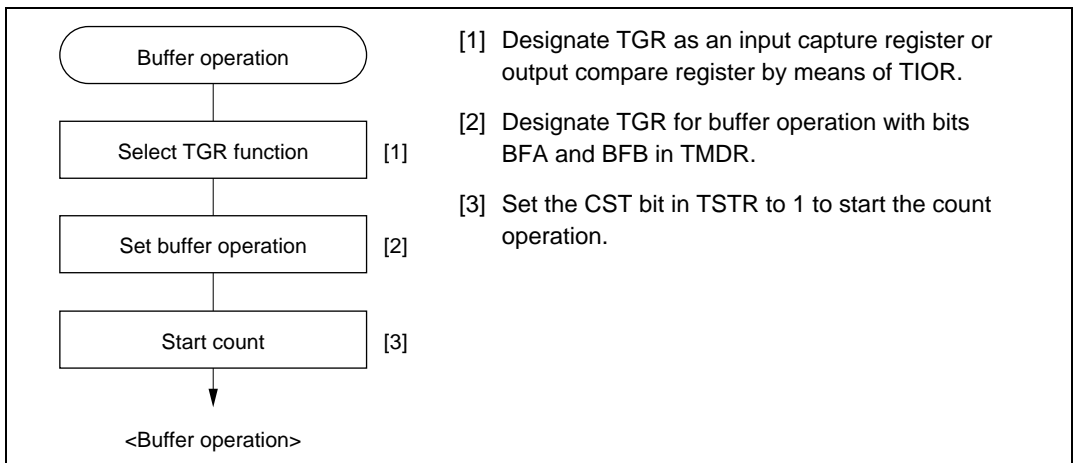 Buffer operation
Select TGR function
[1]
Set buffer operation
[2]
Start count
[3]
<Buffer operation>
[1] Designate TGR as an input capture register or
output compare register by means of TIOR.
[2] Designate TGR for buffer operation with bits
BFA and BFB in TMDR.
[3] Set the CST bit in TSTR to 1 to start the count
operation.